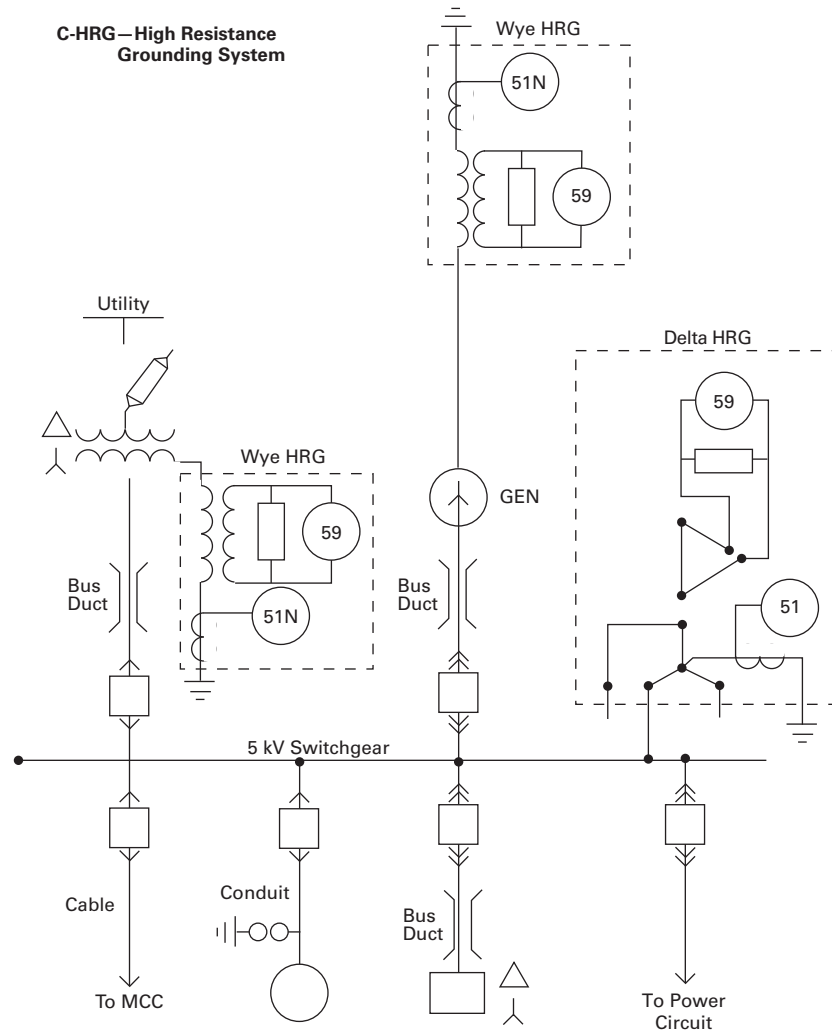 C-HRG—High Resistance
Grounding System
Wye HRG
51N
59
Utility
Delta HRG
59
Wye HRG
59
GEN
Bus
Duct
Bus
Duct
51N
51
5 kV Switchgear
Cable
Conduit
Bus
Duct
To MCC
To Power
Circuit